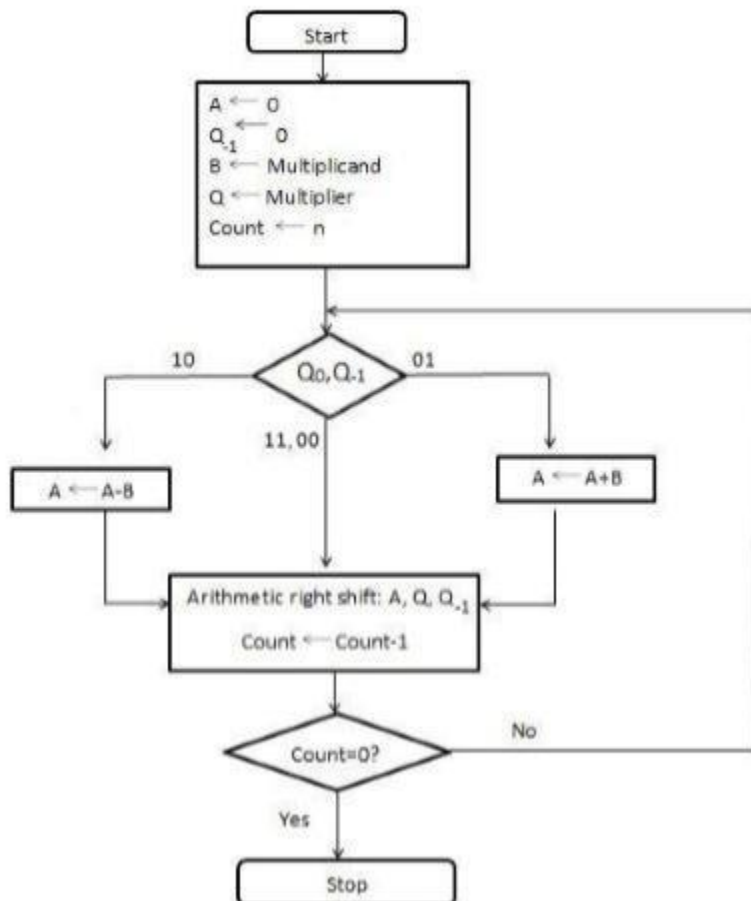 Start
A ← 0
Q₋₁ ← 0
B ← Multiplicand
Q ← Multiplier
Count ← n
10
Q₀,Q₋₁
01
11,00
A ← A-B
A ← A+B
Arithmetic right shift: A, Q, Q₋₁
Count ← Count-1
Count=0?
No
Yes
Stop